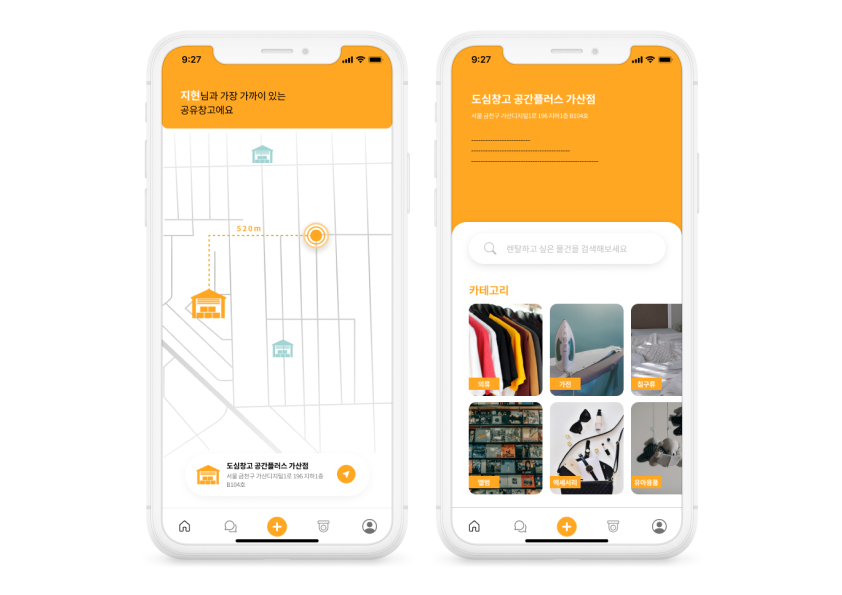 9:27
지현님과 가장 가까이 있는
공유창고에요
520m
도심창고 공간플러스 가산점
서울 금천구 가산디지털1로 196 지하1층
B104호
9:27
도심창고 공간플러스 가산점
서울 금천구 가산디지털1로 196 지하1층 B104호
렌탈하고 싶은 물건을 검색해보세요
카테고리
의류
가전
침구류
앨범
액세서리
유아용품